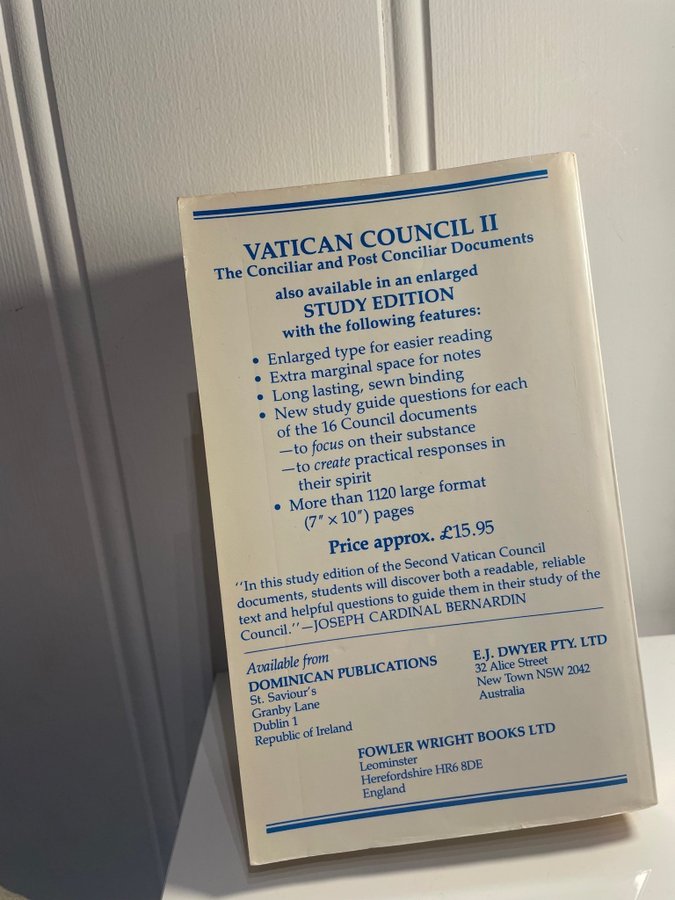 VATICAN COUNCIL II
The Conciliar and Post Conciliar Documents
also available in an enlarged
STUDY EDITION
with the following features:
• Enlarged type for easier reading
• Extra marginal space for notes
• Long lasting, sewn binding
• New study guide questions for each
of the 16 Council documents
—to focus on their substance
—to create practical responses in
their spirit
• More than 1120 large format
(7″ × 10″) pages
Price approx. £15.95
‘‘In this study edition of the Second Vatican Council
documents, students will discover both a readable, reliable
text and helpful questions to guide them in their study of the
Council.’’—JOSEPH CARDINAL BERNARDIN
Available from
DOMINICAN PUBLICATIONS
St. Saviour's
Granby Lane
Dublin 1
Republic of Ireland
E.J. DWYER PTY. LTD
32 Alice Street
New Town NSW 2042
Australia
FOWLER WRIGHT BOOKS LTD
Leominster
Herefordshire HR6 8DE
England